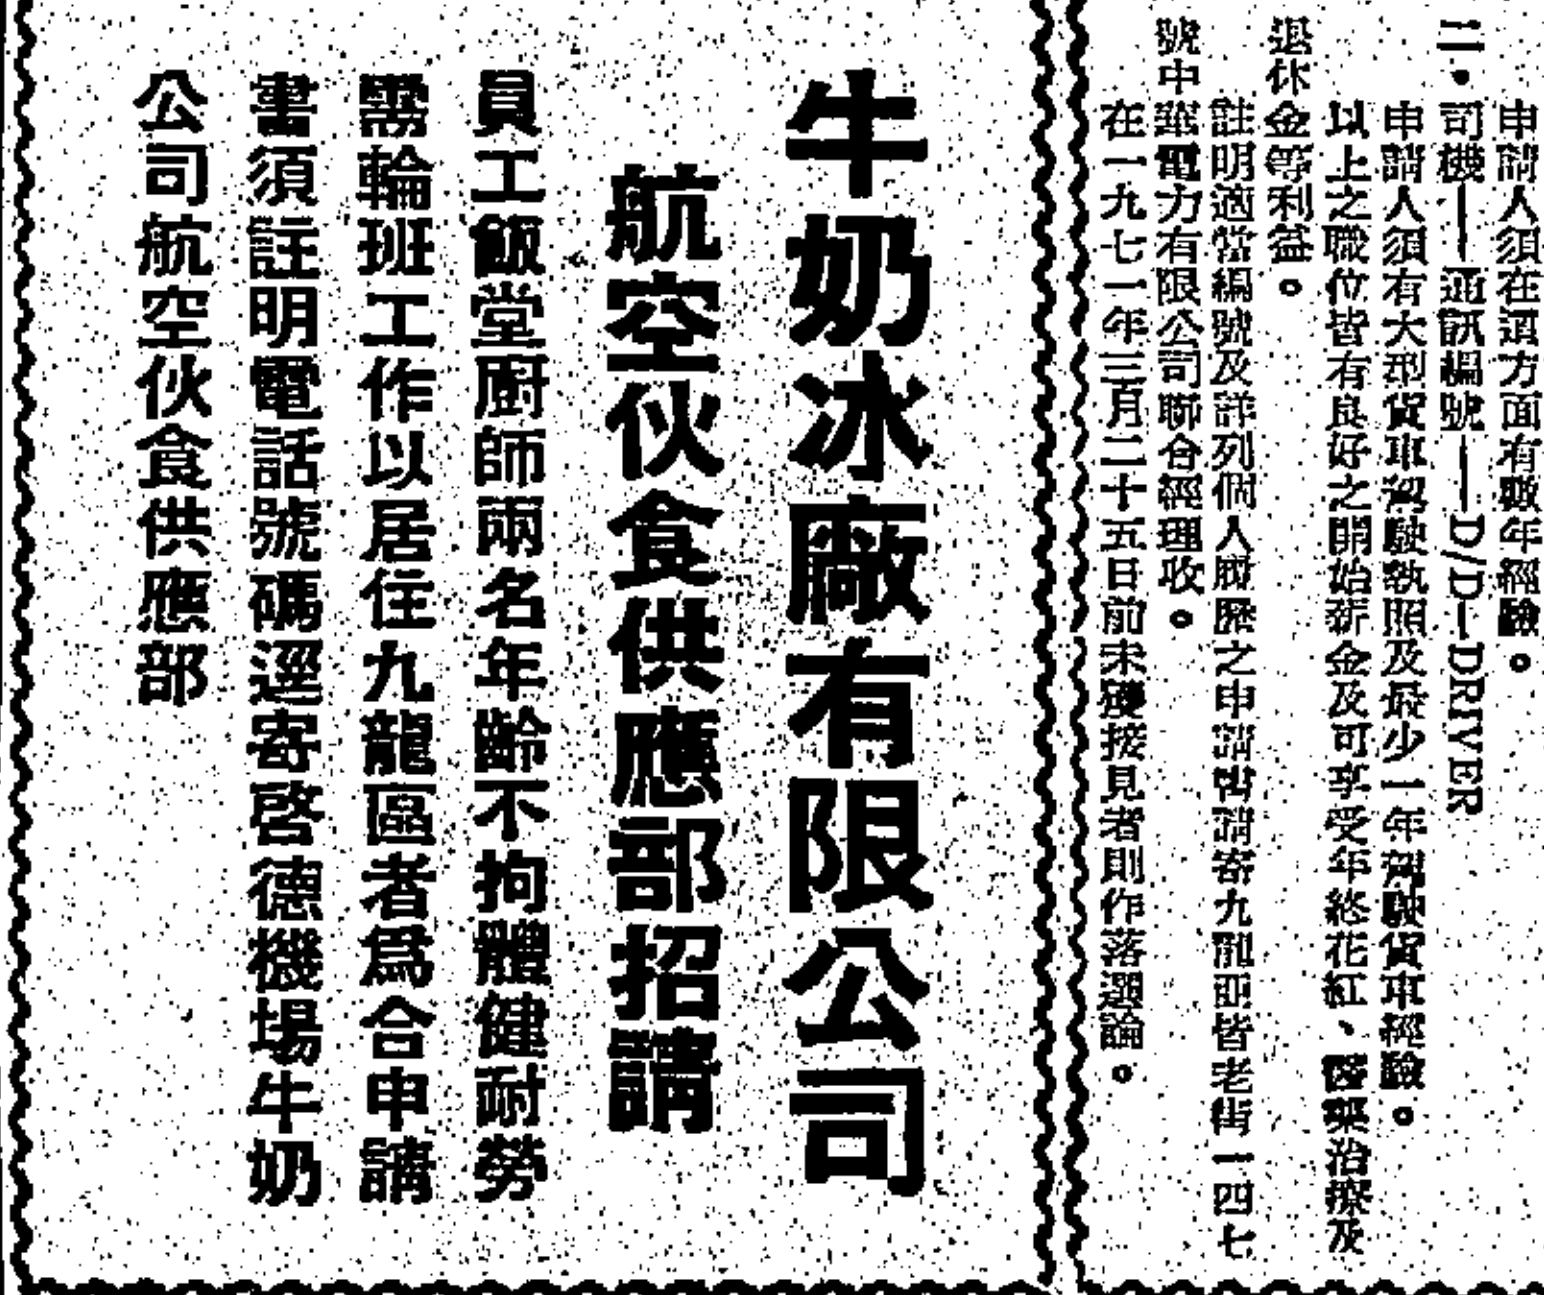 申請人須在這方面有數年經驗。
二•司機——通訊編號——D/D—DRIVER
申請人須有大型貨車駕駛執照及最少一年駕駛貨車經驗。
以上之職位皆有良好之開始薪金及可享受年終花紅、醫藥治療及
退休金等利益。
註明適當編號及詳列個人履歷之申請書請寄九龍亞皆老街一四七
號中華電力有限公司聯合經理收。
在一九七一年三月二十五日前未獲接見者則作落選論。
牛奶冰廠有限公司
航空伙食供應部招請
員工飯堂廚師兩名年齡不拘體健耐勞
需輪班工作以居住九龍區者爲合申請
書須註明電話號碼逕寄啓德機場牛奶
公司航空伙食供應部